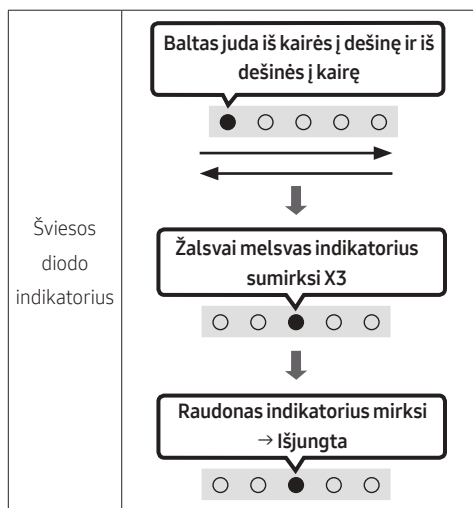 Šviesos
diodo
indikatorius
Baltas juda iš kairės į dešinę ir iš
dešinės į kairę
Žalsvai melsvas indikatorius
sumirksi X3
Raudonas indikatorius mirksi
→ Išjungta